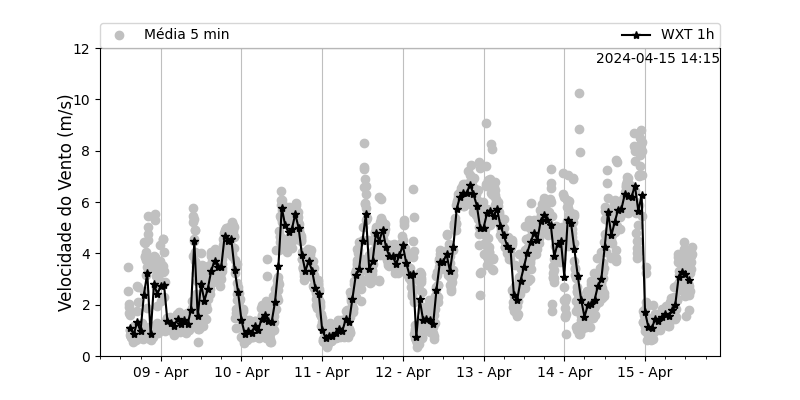 Média 5 min
WXT 1h
2024-04-15 14:15
Velocidade do Vento (m/s)
12
10
8
6
4
2
0
09 - Apr
10 - Apr
11 - Apr
12 - Apr
13 - Apr
14 - Apr
15 - Apr